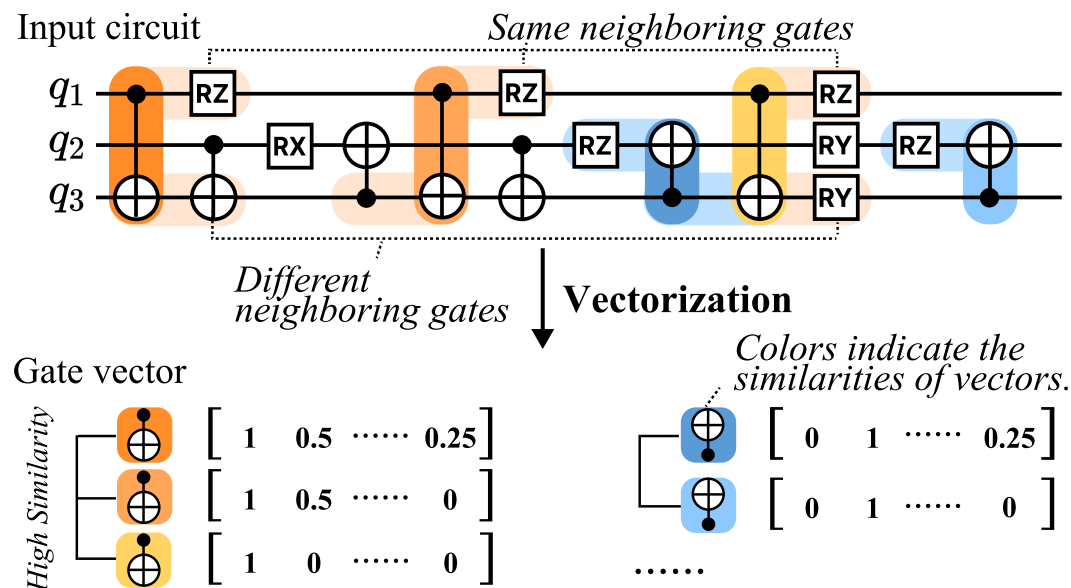 Input circuit
Same neighboring gates
q1 RZ RZ RZ
q2 RX RZ RY RZ
q3 RY
Different
neighboring gates
Vectorization
Gate vector
Colors indicate the
similarities of vectors.
High Similarity
[ 1 0.5 ······ 0.25 ]
[ 1 0.5 ······ 0 ]
[ 1 0 ······ 0 ]
[ 0 1 ······ 0.25 ]
[ 0 1 ······ 0 ]
······